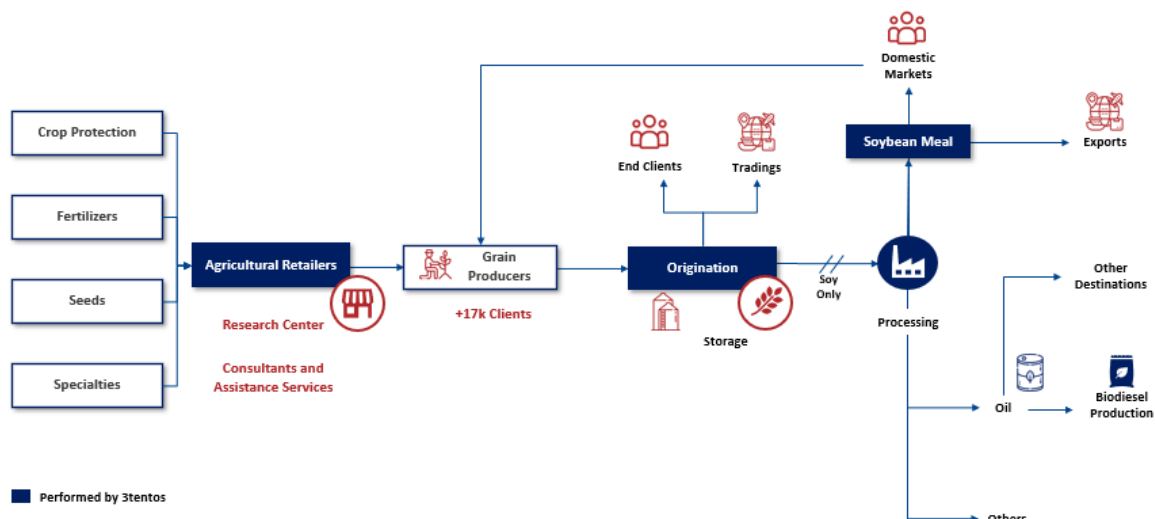 Domestic
Markets
Crop Protection
Soybean Meal
Exports
End Clients
Tradings
Fertilizers
Agricultural Retailers
Grain
Producers
Origination
Soy
Only
Other
Destinations
Seeds
+17k Clients
Research Center
Processing
Storage
Consultants and
Assistance Services
Specialties
Oil
Biodiesel
Production
Performed by 3tentos
Others